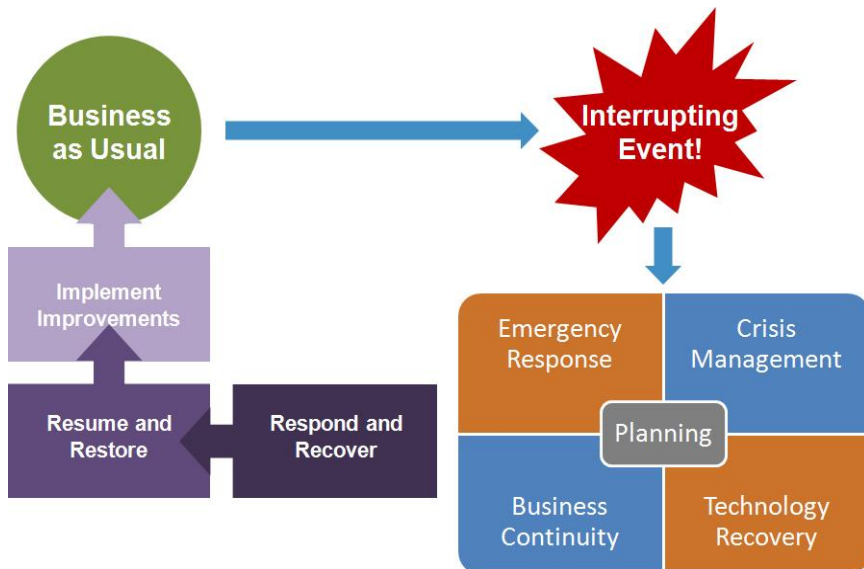 Business
as Usual
Interrupting
Event!
Emergency
Response
Crisis
Management
Planning
Business
Continuity
Technology
Recovery
Respond and
Recover
Resume and
Restore
Implement
Improvements